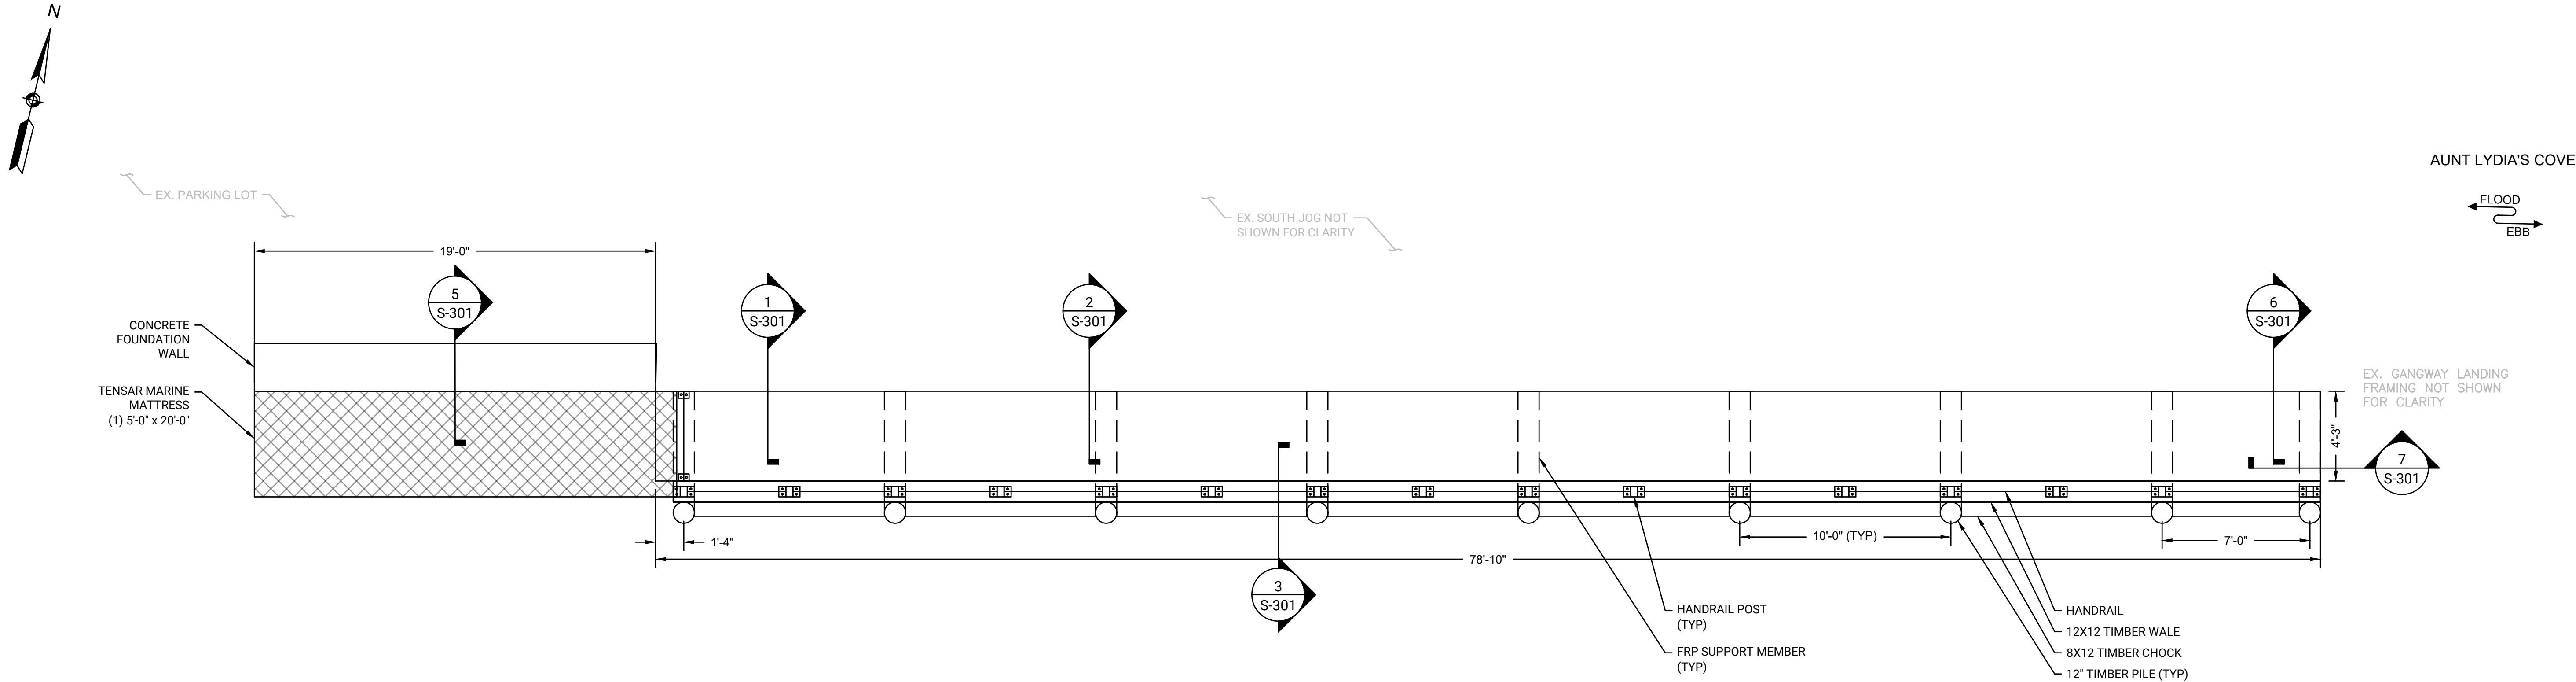 N
AUNT LYDIA'S COVE
FLOOD
EBB
EX. PARKING LOT
EX. SOUTH JOG NOT
SHOWN FOR CLARITY
19'-0"
5
S-301
1
S-301
2
S-301
6
S-301
CONCRETE
FOUNDATION
WALL
TENSAR MARINE
MATTRESS
(1) 5'-0" x 20'-0"
EX. GANGWAY LANDING
FRAMING NOT SHOWN
FOR CLARITY
4'-3"
7
S-301
1'-4"
10'-0" (TYP)
7'-0"
78'-10"
3
S-301
HANDRAIL POST
(TYP)
FRP SUPPORT MEMBER
(TYP)
HANDRAIL
12X12 TIMBER WALE
8X12 TIMBER CHOCK
12" TIMBER PILE (TYP)